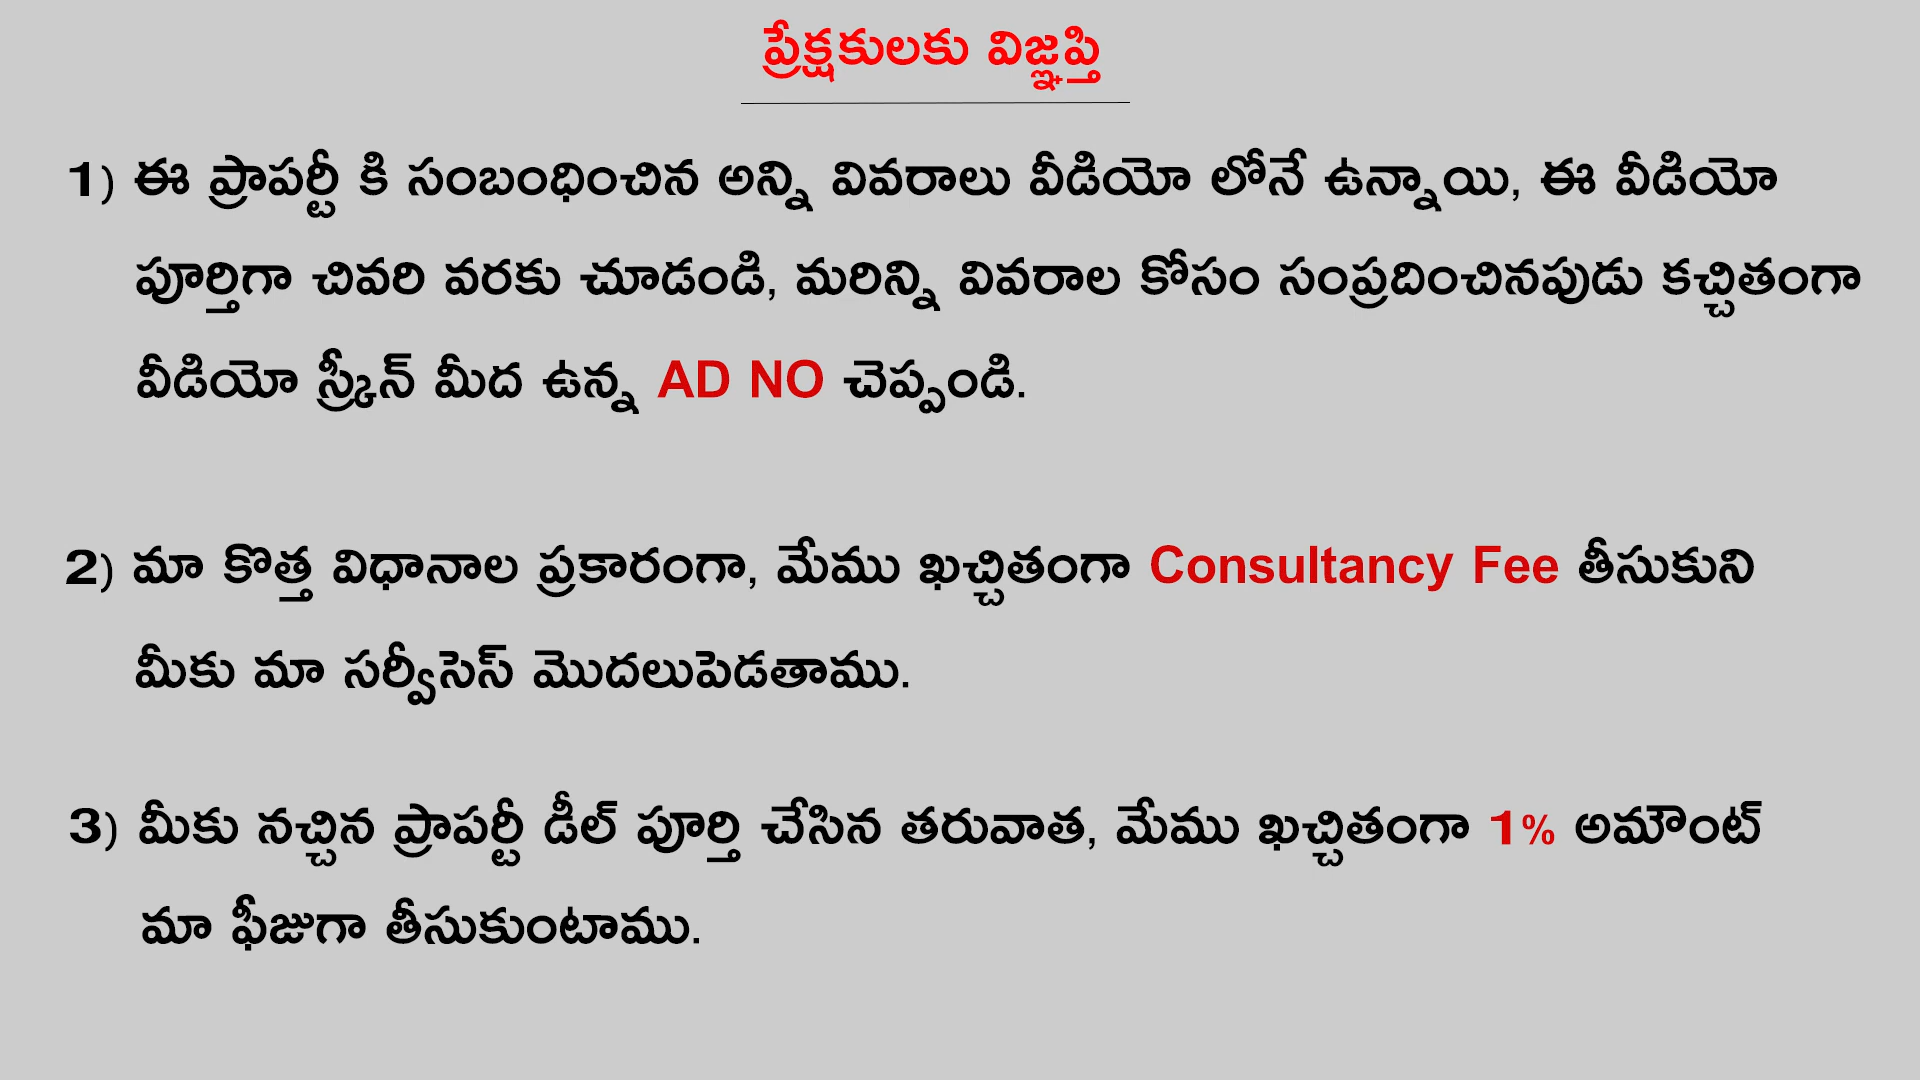 ప్రేక్షకులకు విజ్ఞప్తి
1) ఈ ప్రాపర్టీ కి సంబంధించిన అన్ని వివరాలు వీడియో లోనే ఉన్నాయి, ఈ వీడియో
పూర్తిగా చివరి వరకు చూడండి, మరిన్ని వివరాల కోసం సంప్రదించినపుడు కచ్చితంగా
వీడియో స్క్రీన్ మీద ఉన్న AD NO చెప్పండి.
2) మా కొత్త విధానాల ప్రకారంగా, మేము ఖచ్చితంగా Consultancy Fee తీసుకుని
మీకు మా సర్వీసెస్ మొదలుపెడతాము.
3) మీకు నచ్చిన ప్రాపర్టీ డీల్ పూర్తి చేసిన తరువాత, మేము ఖచ్చితంగా 1% అమౌంట్
మా ఫీజుగా తీసుకుంటాము.